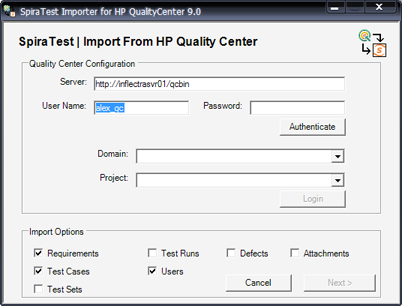 SpiraTest Importer for HP QualityCenter 9.0
SpiraTest | Import From HP Quality Center
Quality Center Configuration
Server: http://inflectrasvr01/qcbin
User Name: alex_qc Password:
Authenticate
Domain:
Project:
Login
Import Options
Requirements Test Runs Defects Attachments
Test Cases Users
Test Sets Cancel Next >